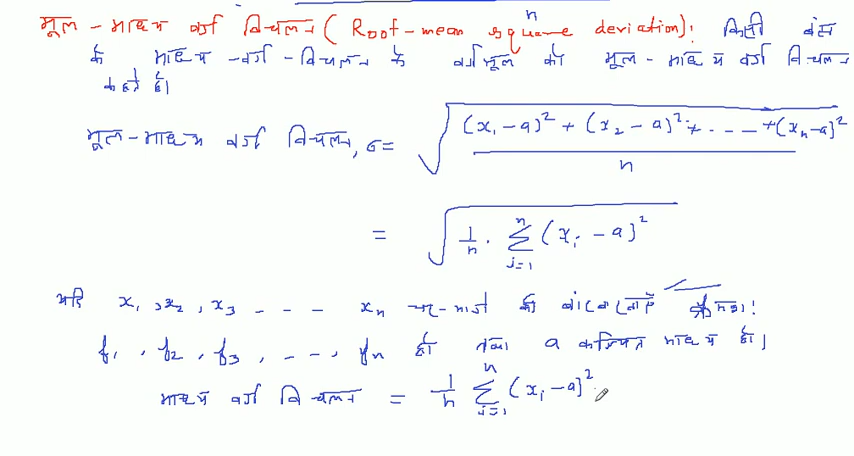 मूल - माध्य वर्ग विचलन ( Root - mean square deviation): किसी बंटन
के माध्य - वर्ग - विचलन के वर्गमूल को मूल - माध्य वर्ग विचलन
कहते हैं।
मूल - माध्य वर्ग विचलन, σ = √((x₁ - a)² + (x₂ - a)² + . - - - + (xₙ - a)² / n)
= √(1/n · Σᵢ₌₁ⁿ (xᵢ - a)²)
यदि x₁, x₂, x₃ - - - - xₙ चर - मानों की बारंबारताएँ क्रमशः
f₁, f₂, f₃, - - -, fₙ हो तथा a कल्पित माध्य हो।
माध्य वर्ग विचलन = 1/n Σᵢ₌₁ⁿ (xᵢ - a)²